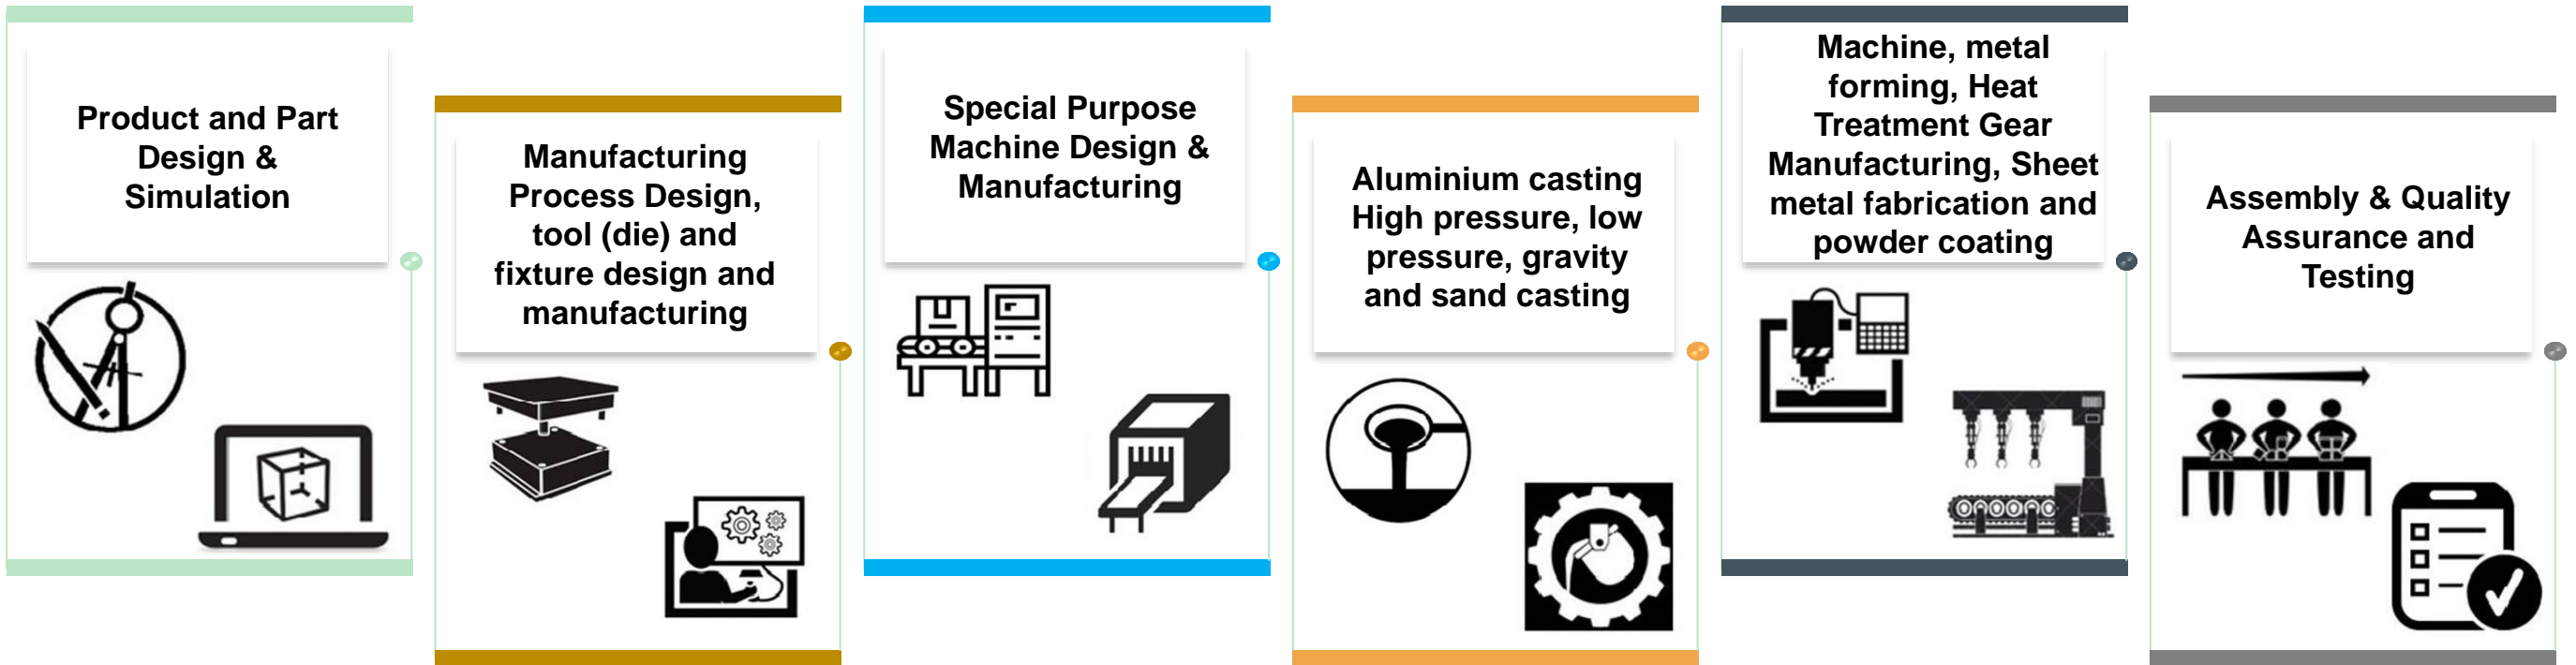 Product and Part
Design &
Simulation
Manufacturing
Process Design,
tool (die) and
fixture design and
manufacturing
Special Purpose
Machine Design &
Manufacturing
Aluminium casting
High pressure, low
pressure, gravity
and sand casting
Machine, metal
forming, Heat
Treatment Gear
Manufacturing, Sheet
metal fabrication and
powder coating
Assembly & Quality
Assurance and
Testing